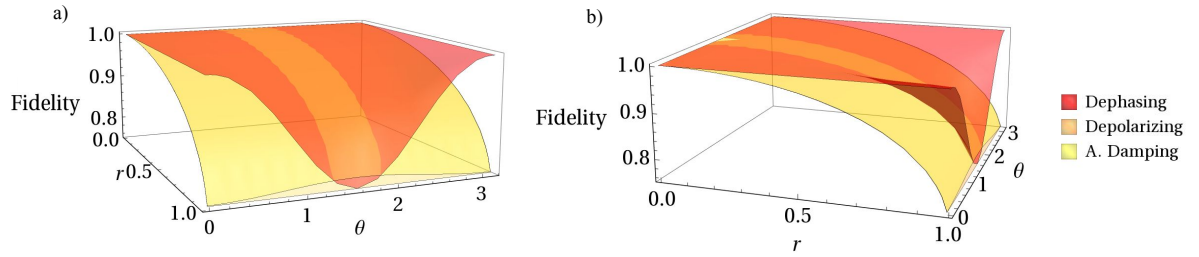 a)
1.0
0.9
Fidelity
0.8
0.0
r 0.5
1.0
0
1
2
3
θ
b)
1.0
0.9
Fidelity
0.8
0.0
0.5
1.0
r
0
1
2
3
θ
Dephasing
Depolarizing
A. Damping